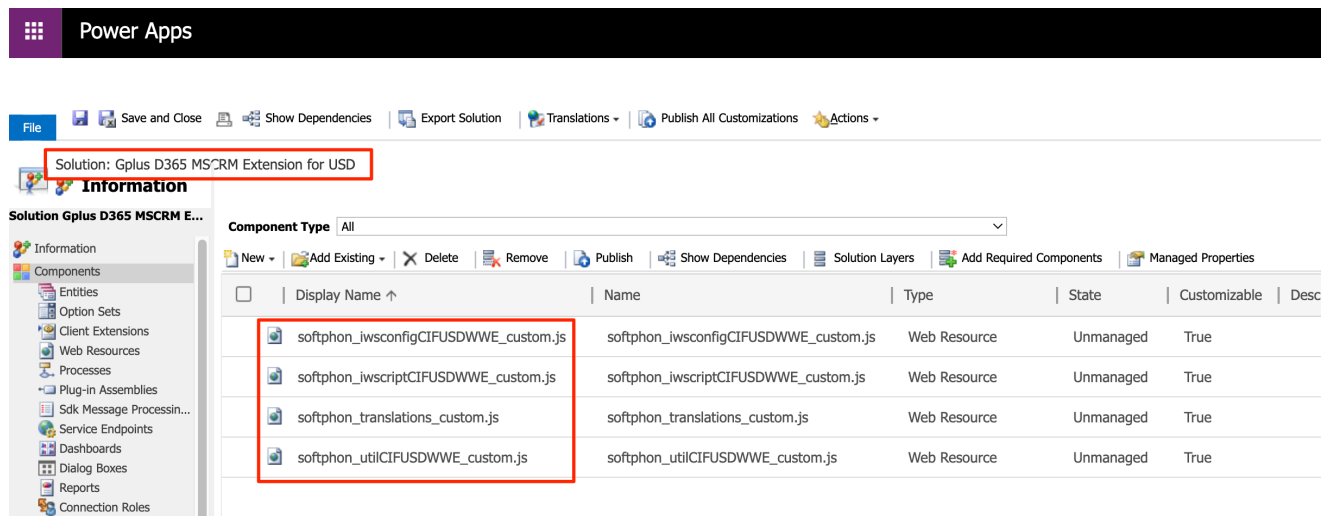 Power Apps
File Save and Close Show Dependencies Export Solution Translations Publish All Customizations Actions
Solution: Gplus D365 MSCRM Extension for USD
Information
Solution Gplus D365 MSCRM E...
Component Type All
Information
New Add Existing Delete Remove Publish Show Dependencies Solution Layers Add Required Components Managed Properties
Components
Display Name ↑ Name Type State Customizable Desc
Entities
Option Sets
Client Extensions
softphon_iwsconfigCIFUSDWWE_custom.js softphon_iwsconfigCIFUSDWWE_custom.js Web Resource Unmanaged True
Web Resources
Processes
softphon_iwscriptCIFUSDWWE_custom.js softphon_iwscriptCIFUSDWWE_custom.js Web Resource Unmanaged True
Plug-in Assemblies
Sdk Message Processin...
softphon_translations_custom.js softphon_translations_custom.js Web Resource Unmanaged True
Service Endpoints
Dashboards
softphon_utilCIFUSDWWE_custom.js softphon_utilCIFUSDWWE_custom.js Web Resource Unmanaged True
Dialog Boxes
Reports
Connection Roles